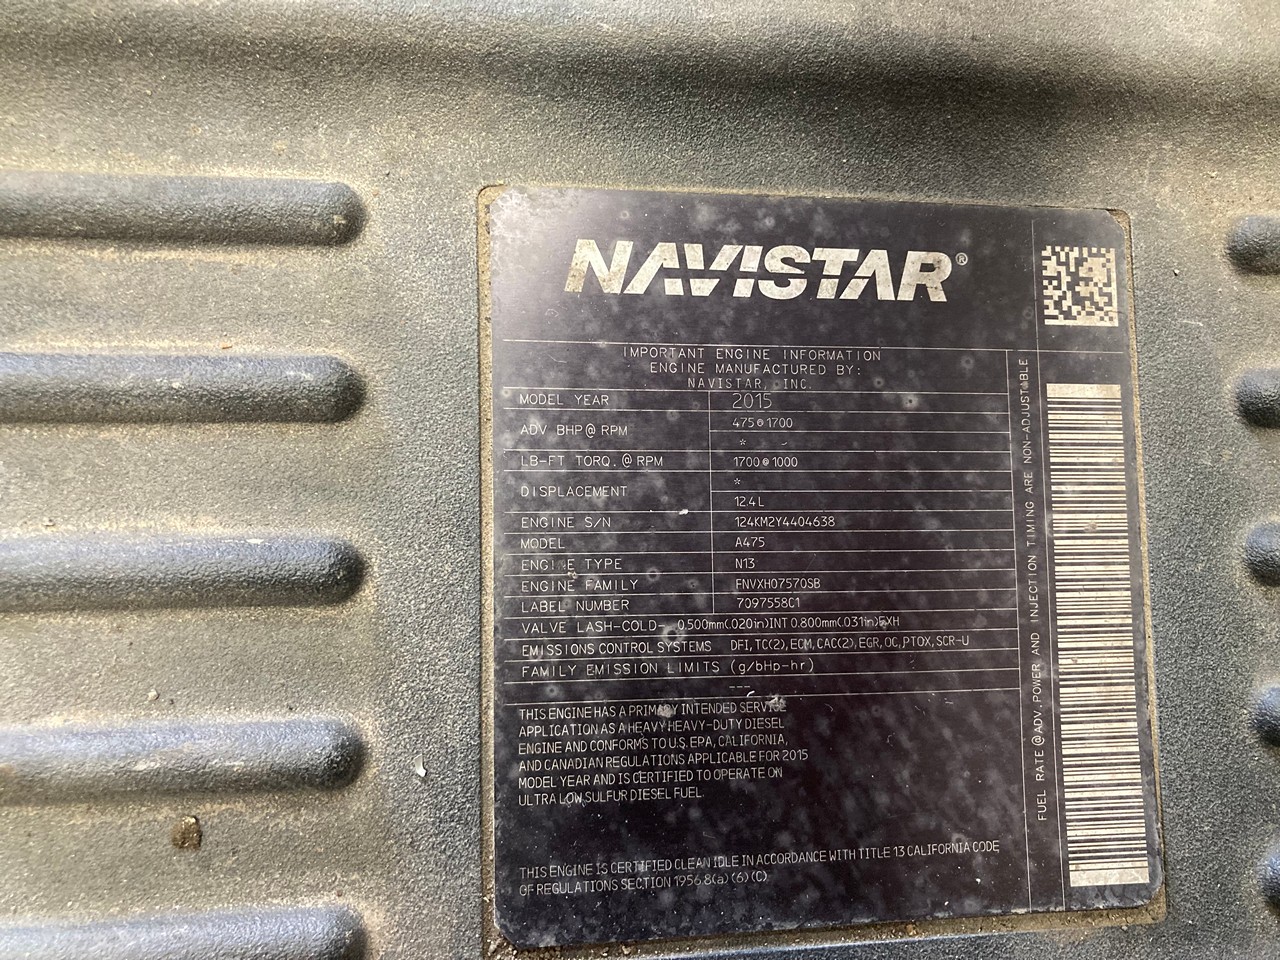 NAVISTAR®
IMPORTANT ENGINE INFORMATION
ENGINE MANUFACTURED BY:
NAVISTAR, INC.
MODEL YEAR 2015
ADV BHP@RPM 475@1700
* -
LB-FT TORQ.@RPM 1700@1000
*
DISPLACEMENT 12.4L
ENGINE S/N 124KM2Y4404638
MODEL A475
ENGINE TYPE N13
ENGINE FAMILY FNVXH07570SB
LABEL NUMBER 7097558C1
VALVE LASH-COLD- 0.500mm(.020in)INT 0.800mm(.031in)EXH
EMISSIONS CONTROL SYSTEMS DFI, TC(2), ECM, CAC(2), EGR, OC, PTOX, SCR-U
FAMILY EMISSION LIMITS (g/bHp-hr)
---
THIS ENGINE HAS A PRIMARY INTENDED SERVICE
APPLICATION AS A HEAVY HEAVY-DUTY DIESEL
ENGINE AND CONFORMS TO U.S. EPA, CALIFORNIA,
AND CANADIAN REGULATIONS APPLICABLE FOR 2015
MODEL YEAR AND IS CERTIFIED TO OPERATE ON
ULTRA LOW SULFUR DIESEL FUEL.
THIS ENGINE IS CERTIFIED CLEAN IDLE IN ACCORDANCE WITH TITLE 13 CALIFORNIA CODE
OF REGULATIONS SECTION 1956.8(a)(6)(C)
FUEL RATE @ ADV. POWER AND INJECTION TIMING ARE NON-ADJUSTABLE